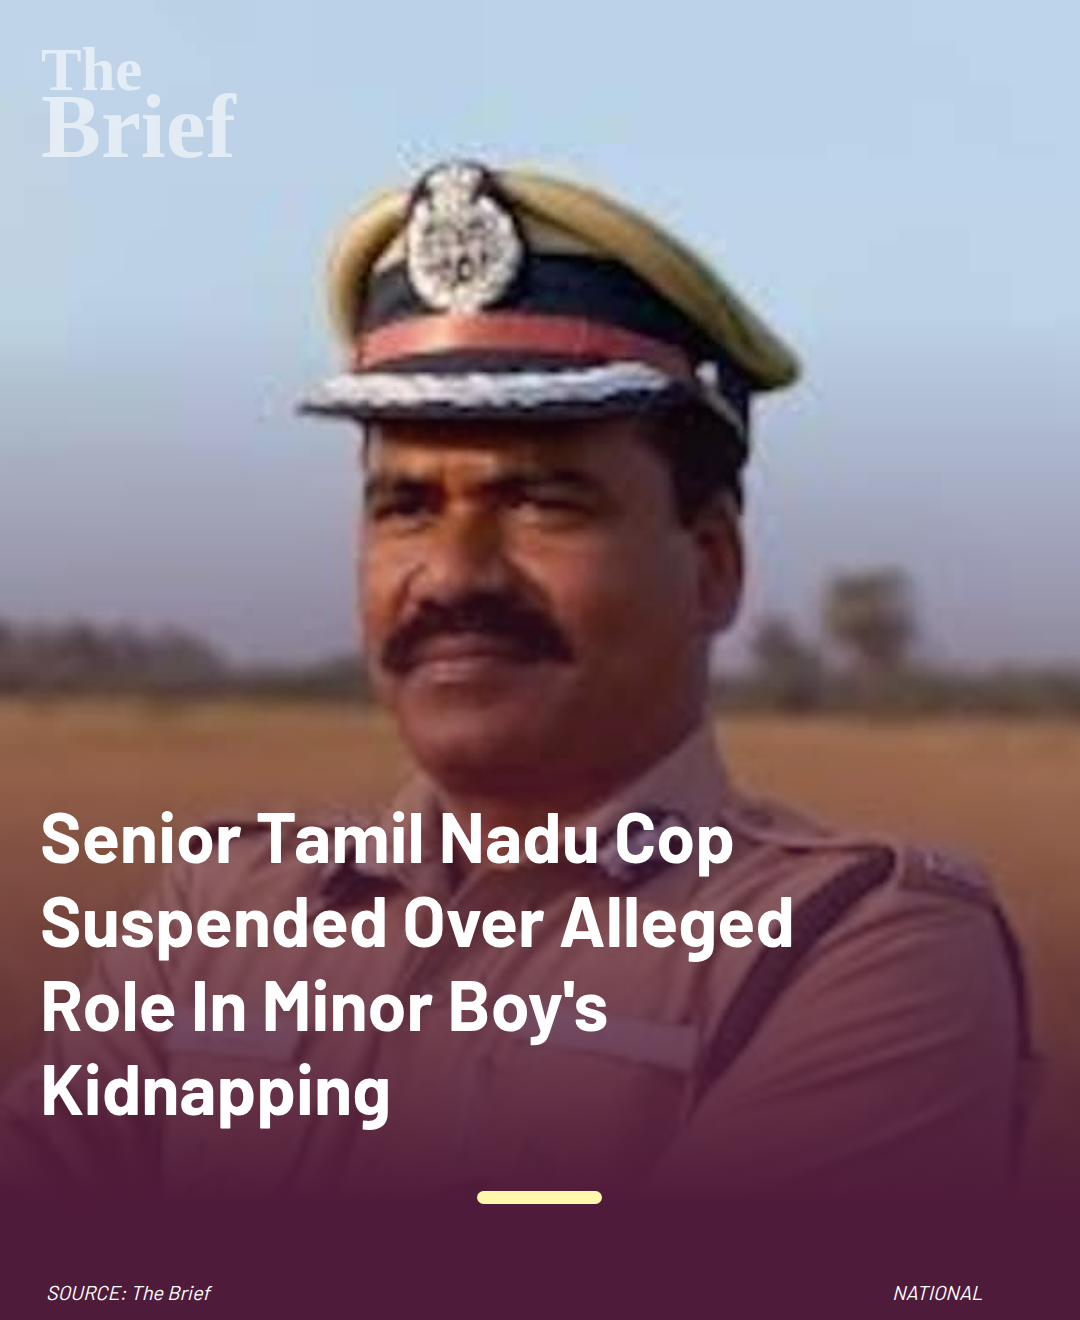 The
Brief
Senior Tamil Nadu Cop
Suspended Over Alleged
Role In Minor Boy's
Kidnapping
SOURCE: The Brief
NATIONAL